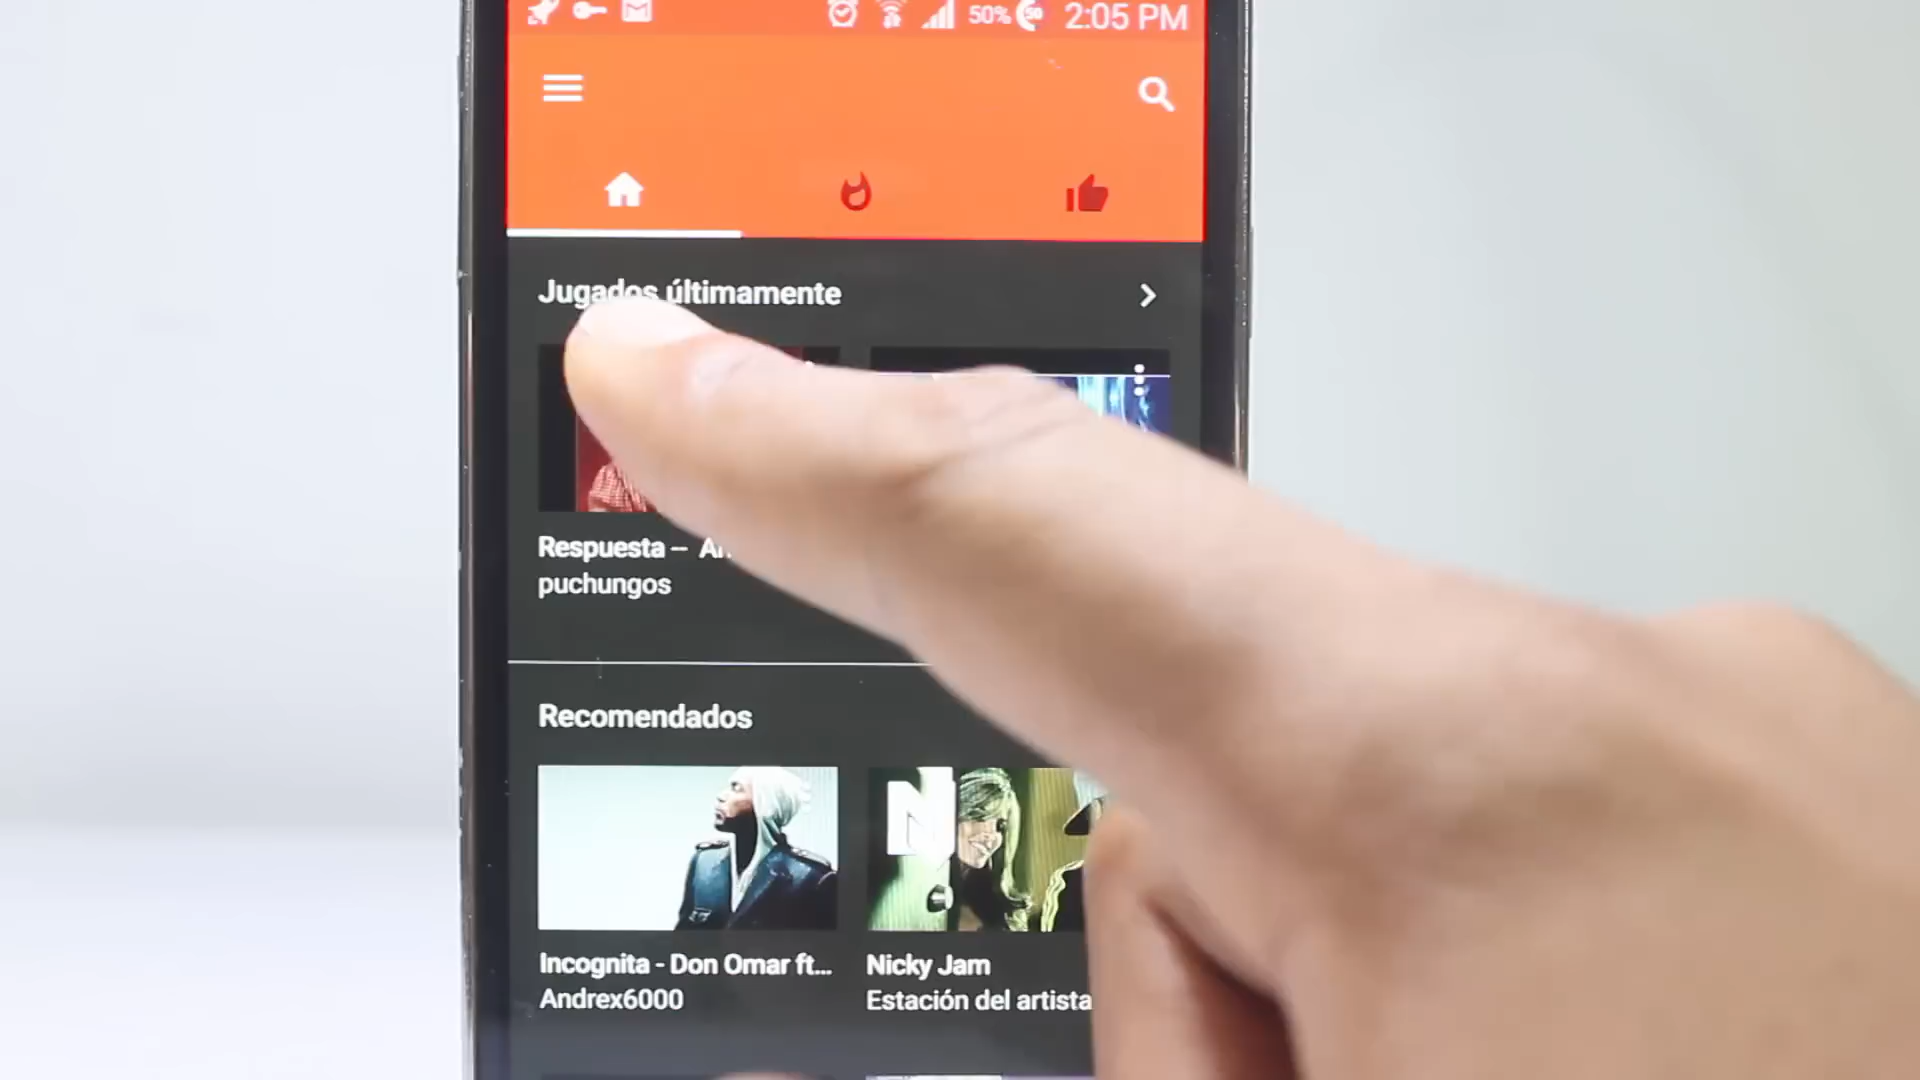 50% 50 2:05 PM
Jugados últimamente
Respuesta --
puchungos
Recomendados
Incognita - Don Omar ft...
Andrex6000
N
Nicky Jam
Estación del artista